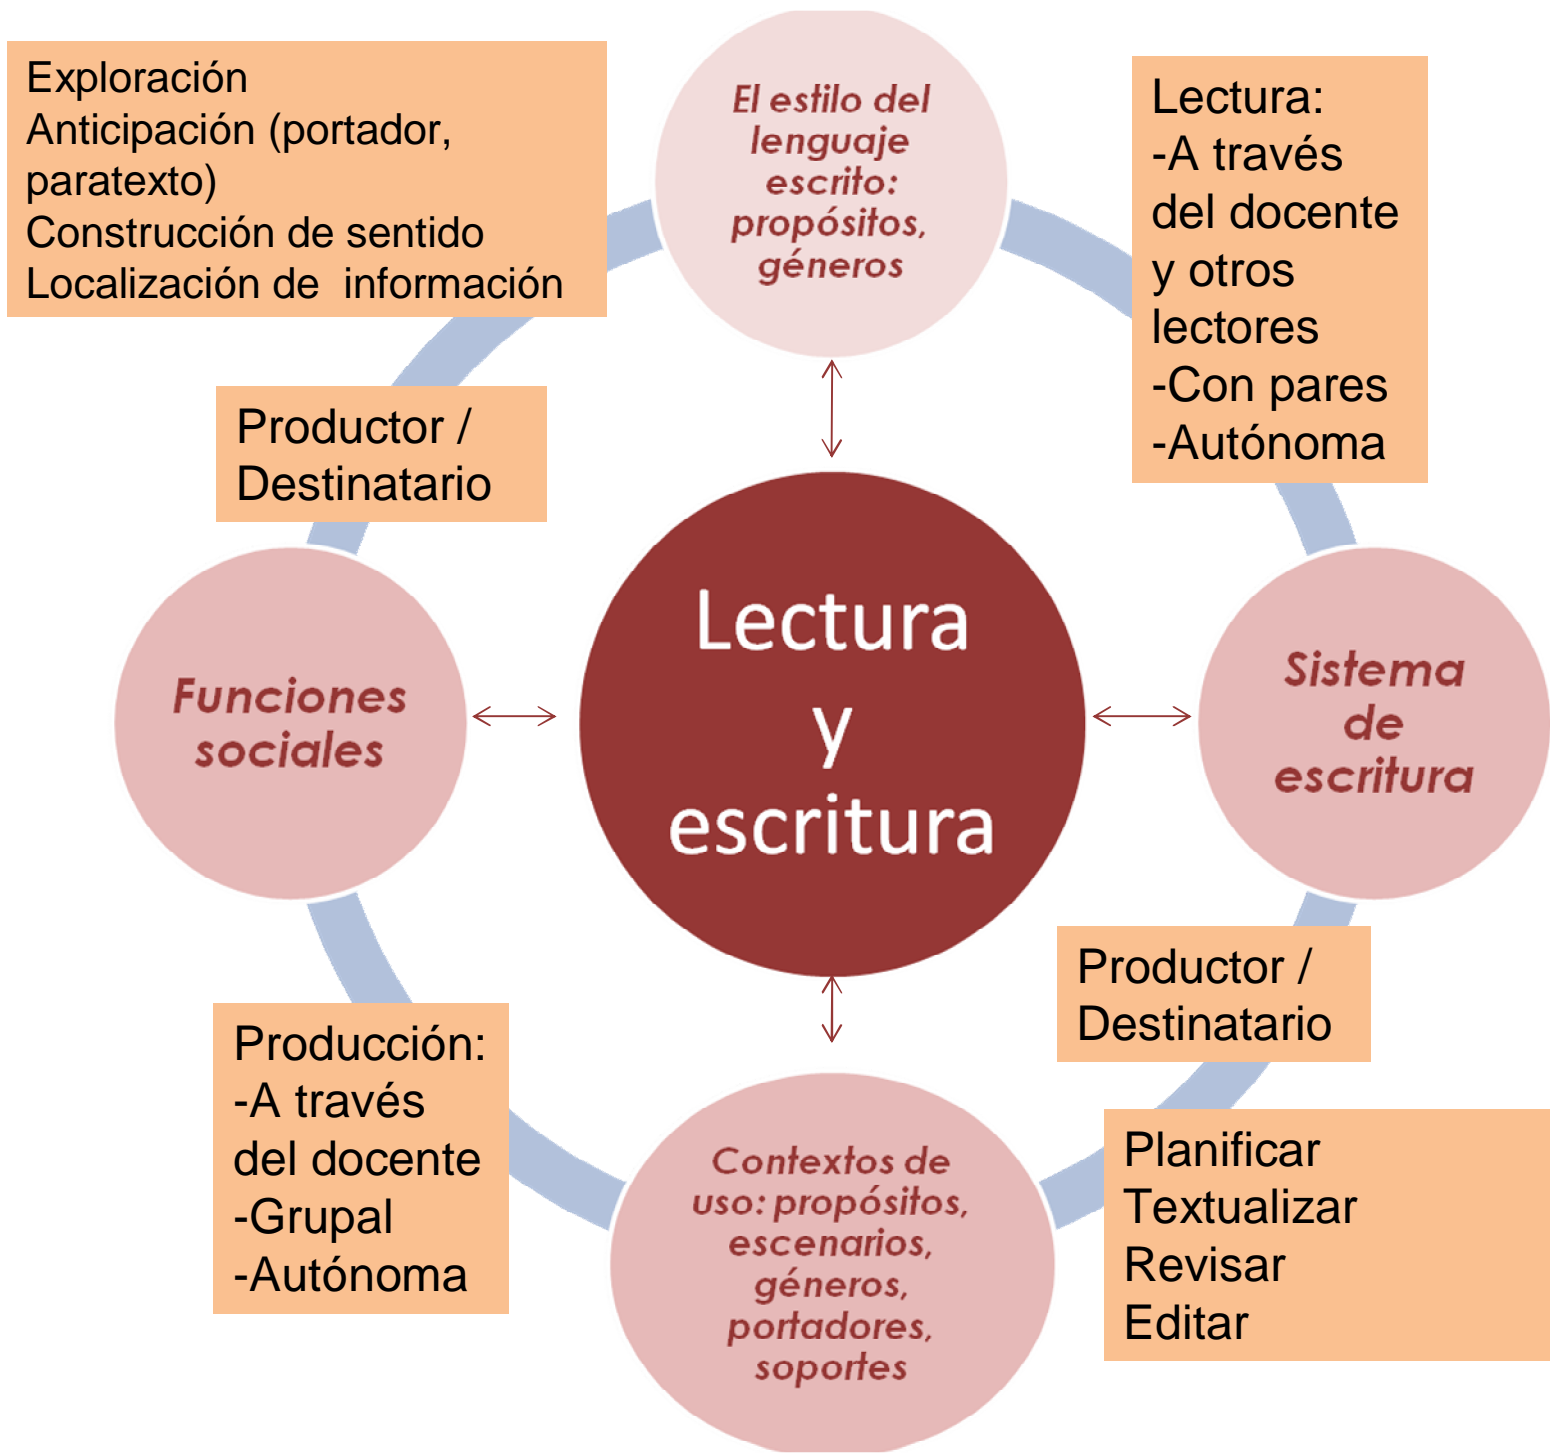 Exploración
Anticipación (portador,
paratexto)
Construcción de sentido
Localización de  información
El estilo del
lenguaje
escrito:
propósitos,
géneros
Lectura:
-A través
del docente
y otros
lectores
-Con pares
-Autónoma
Productor /
Destinatario
Funciones
sociales
Lectura
y
escritura
Sistema
de
escritura
Productor /
Destinatario
Producción:
-A través
del docente
-Grupal
-Autónoma
Contextos de
uso: propósitos,
escenarios,
géneros,
portadores,
soportes
Planificar
Textualizar
Revisar
Editar